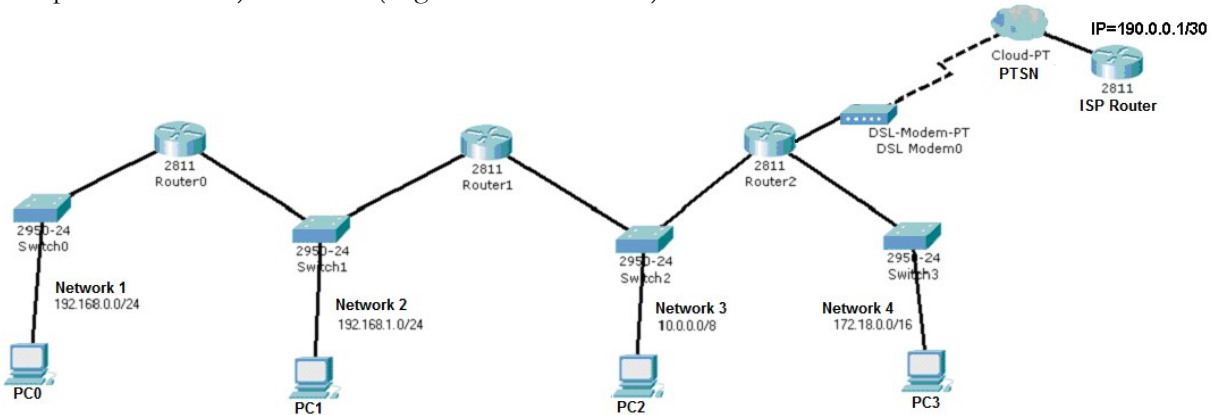 IP=190.0.0.1/30
Cloud-PT
PTSN
2811
ISP Router
DSL-Modem-PT
DSL Modem0
2811
Router0
2811
Router1
2811
Router2
2950-24
Switch0
2950-24
Switch1
2950-24
Switch2
2950-24
Switch3
Network 1
192.168.0.0/24
Network 2
192.168.1.0/24
Network 3
10.0.0.0/8
Network 4
172.18.0.0/16
PC0
PC1
PC2
PC3